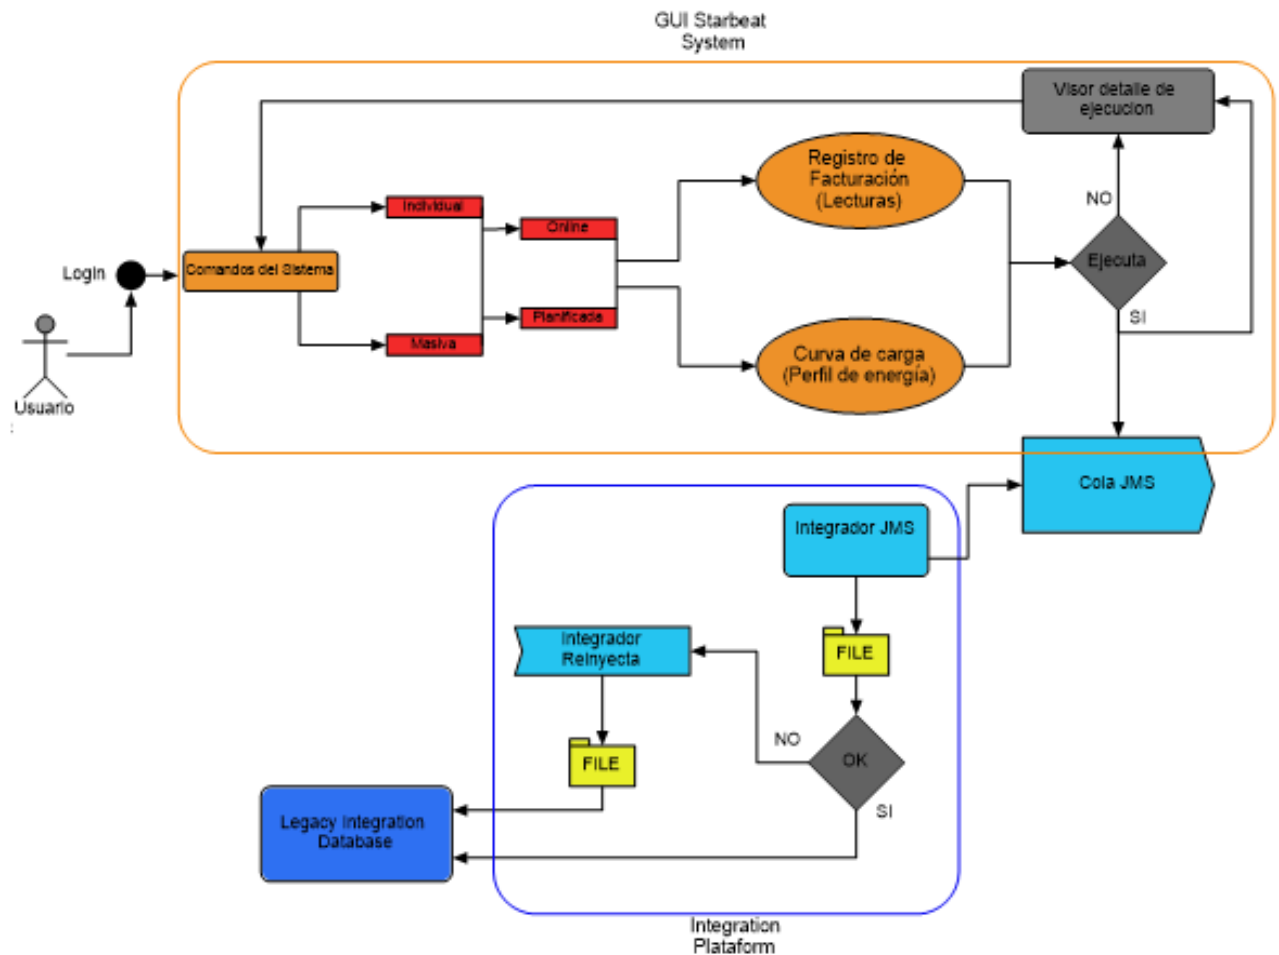 GUI Starbeat
System
Visor detalle de
ejecucion
Registro de
Facturación
(Lecturas)
NO
Individual
Online
Ejecuta
Login
Comandos del Sistema
Planificada
SI
Masiva
Curva de carga
(Perfil de energía)
Usuario
Cola JMS
Integrador JMS
Integrador
Reinyecta
FILE
NO
OK
FILE
SI
Legacy Integration
Database
Integration
Plataform